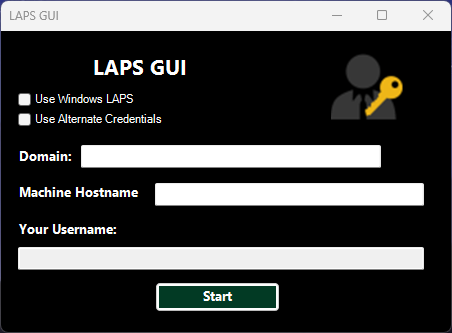 LAPS GUI
LAPS GUI
Use Windows LAPS
Use Alternate Credentials
Domain:
Machine Hostname
Your Username:
Start